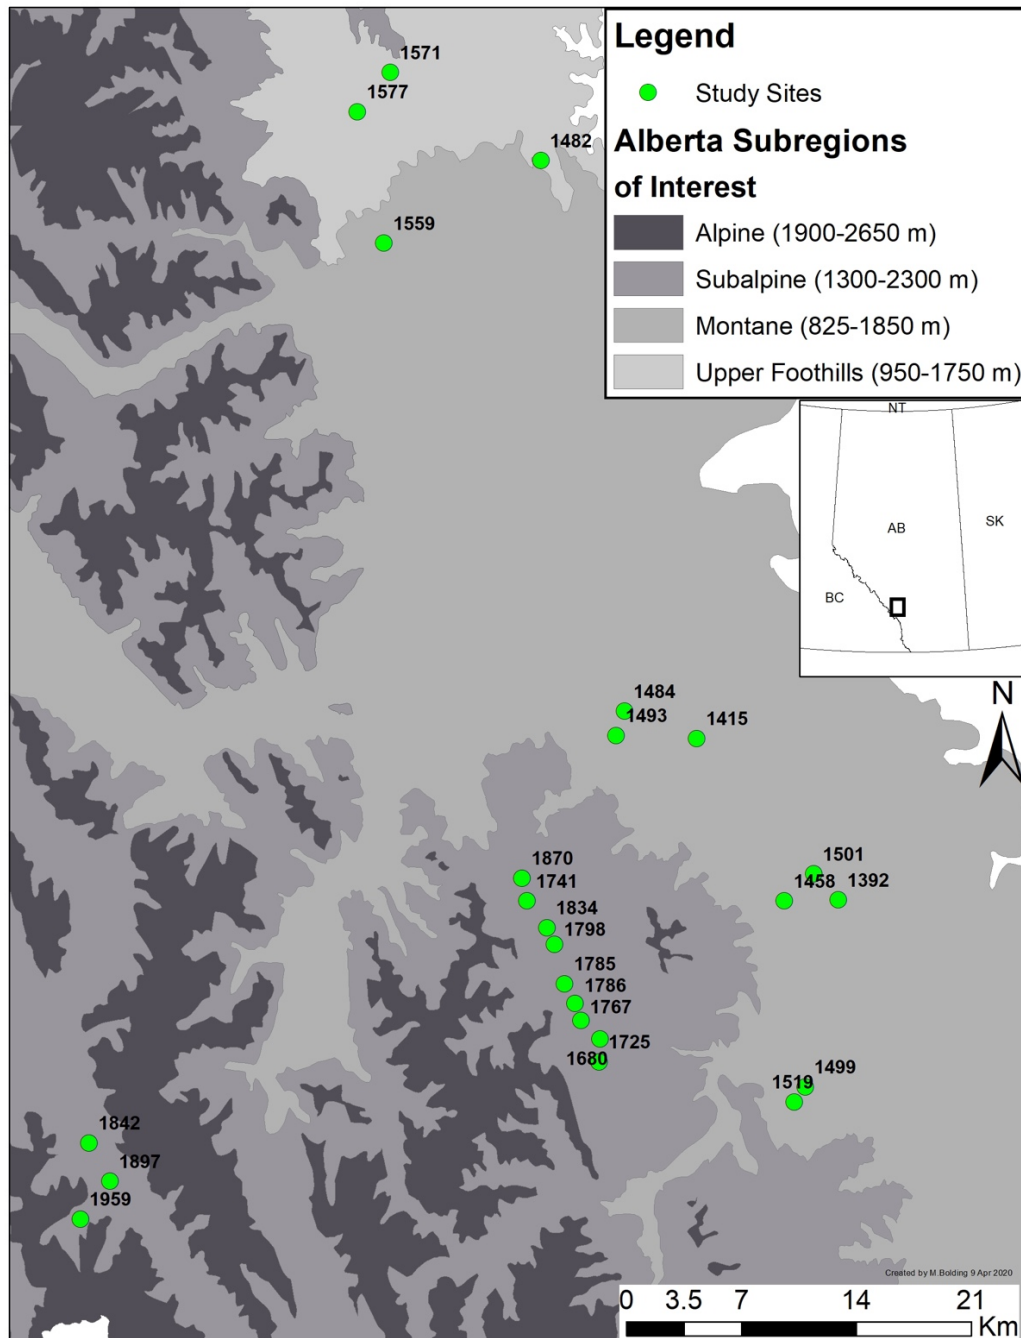 Legend
Study Sites
Alberta Subregions
of Interest
Alpine (1900-2650 m)
Subalpine (1300-2300 m)
Montane (825-1850 m)
Upper Foothills (950-1750 m)
1571
1577
1482
1559
NT
AB
SK
BC
N
1484
1493
1415
1870
1741
1834
1798
1785
1786
1767
1725
1680
1501
1458
1392
1499
1519
1842
1897
1959
Created by M.Bolding 9 Apr 2020
0 3.5 7 14 21
Km